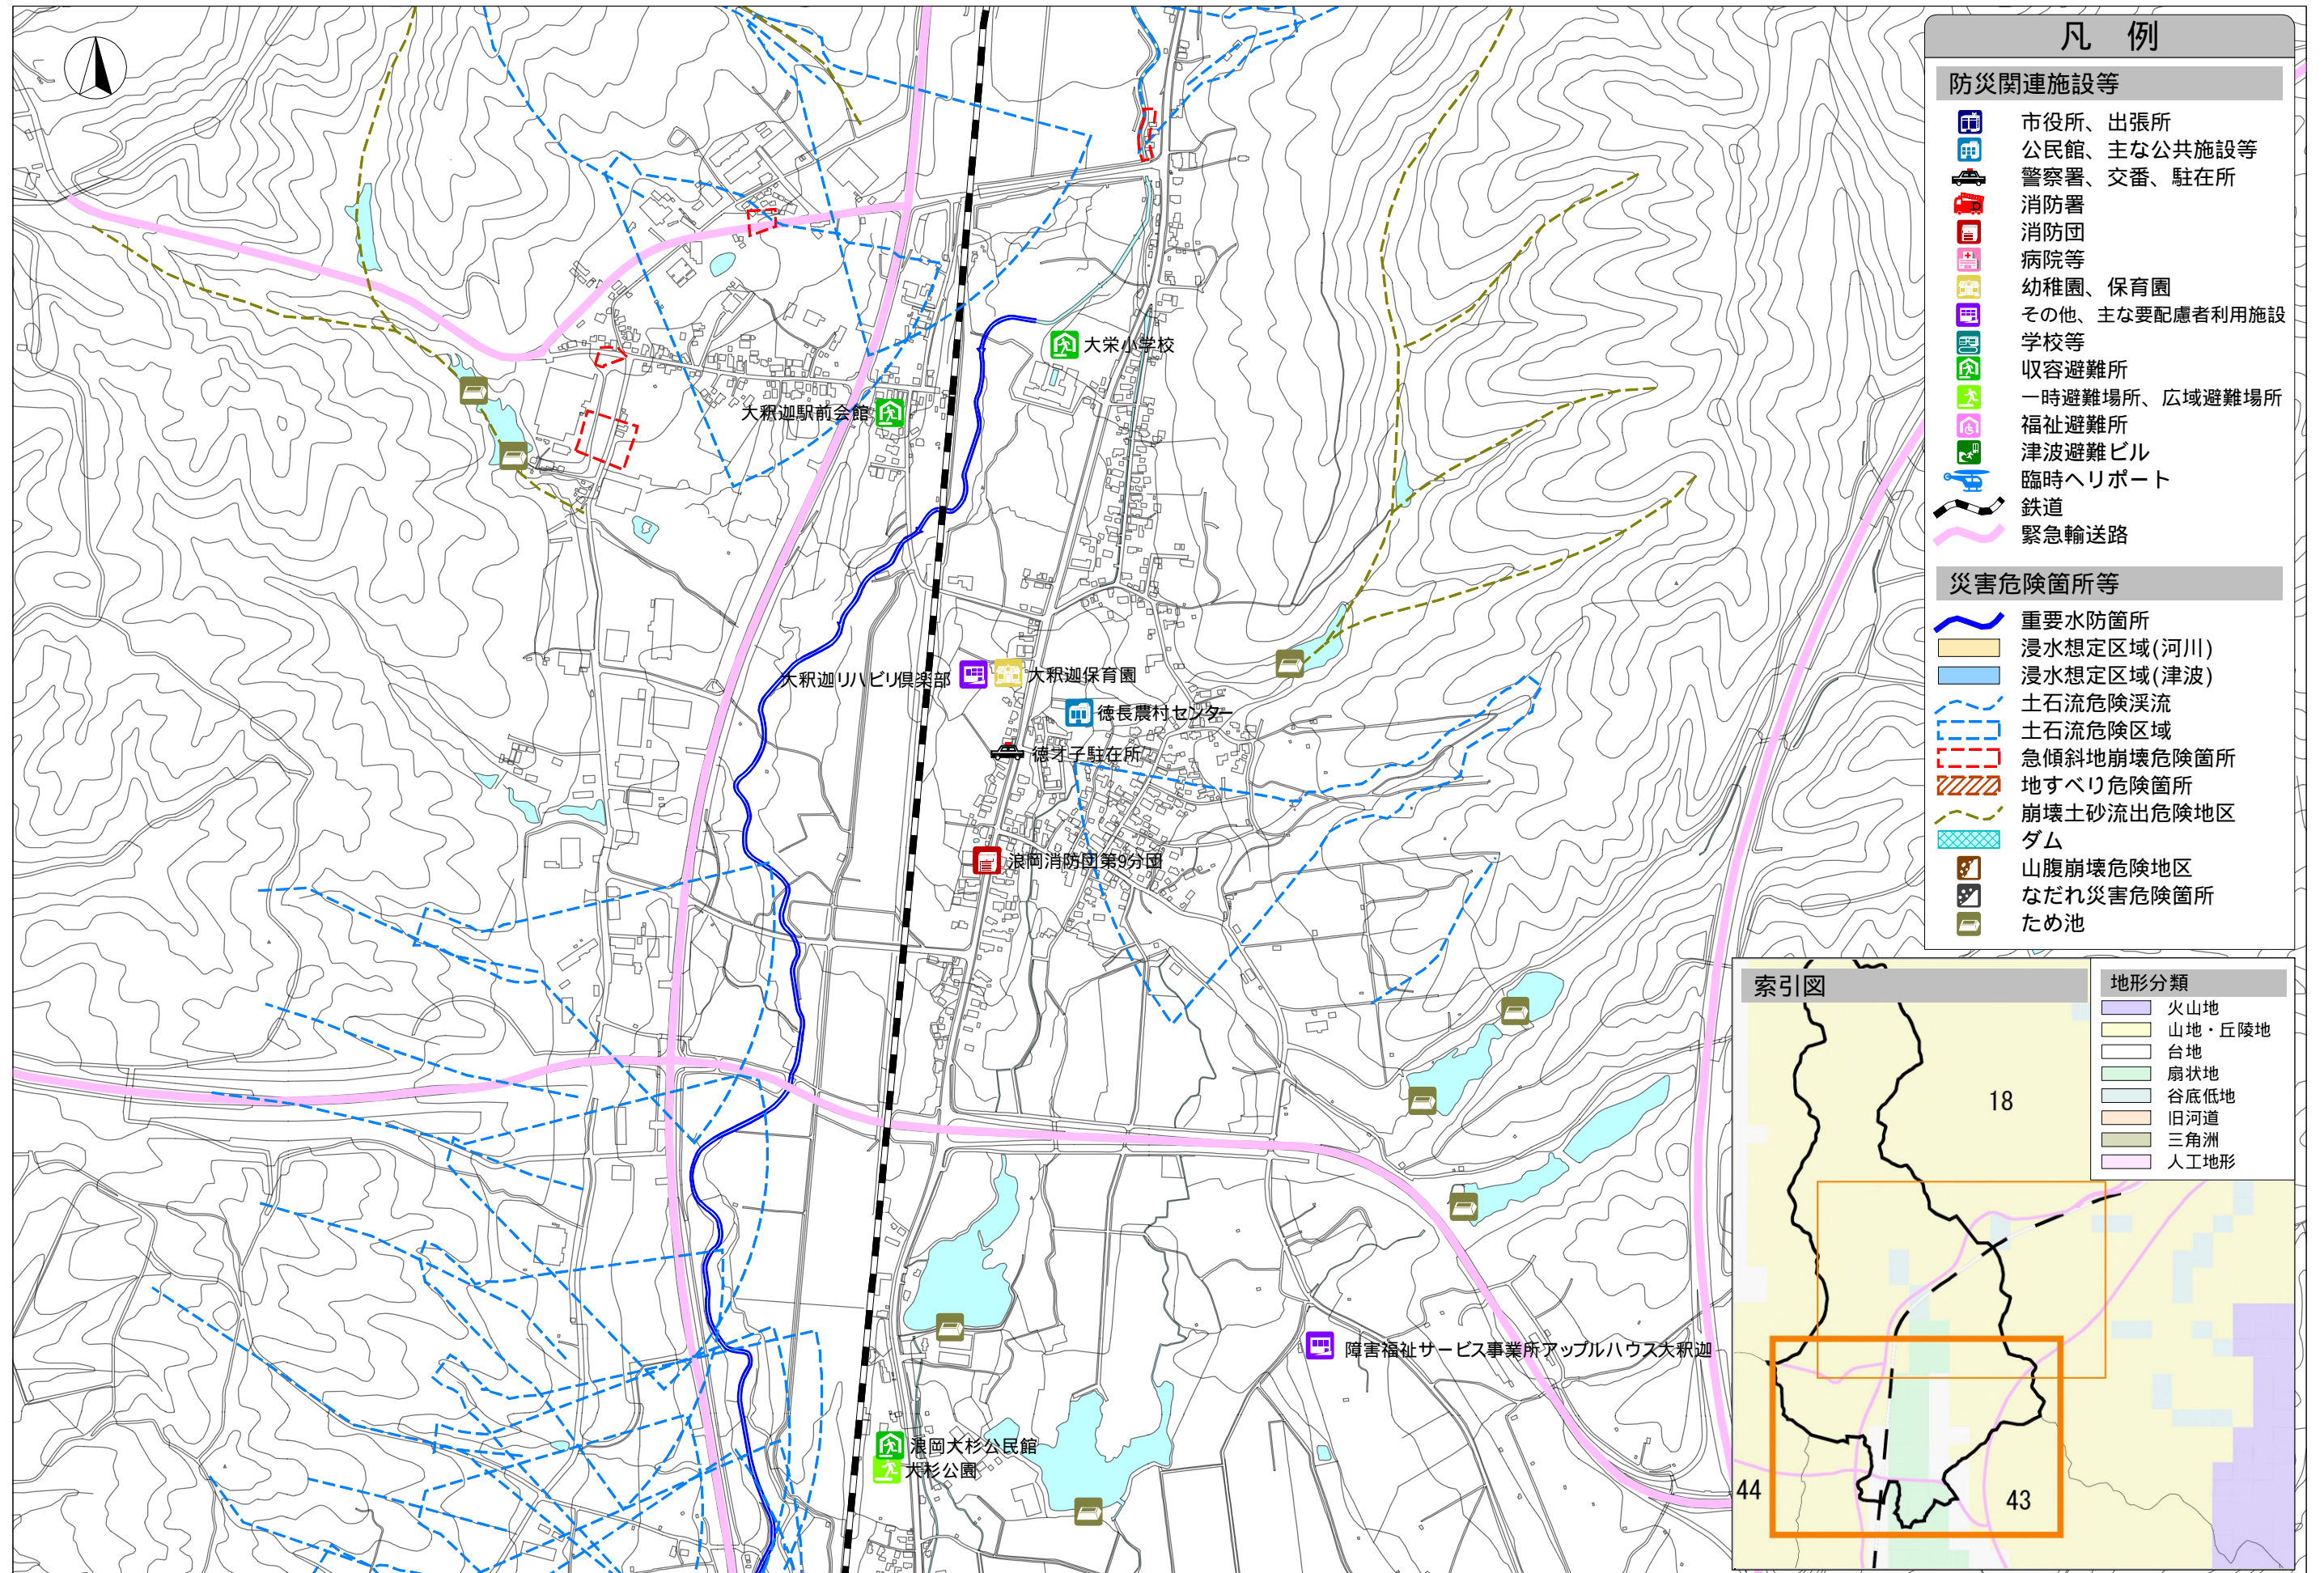 大栄小学校
大釈迦駅前会館
大釈迦リハビリ倶楽部
大釈迦保育園
徳長農村センター
徳才子駐在所
浪岡消防団第9分団
障害福祉サービス事業所アップルハウス大釈迦
浪岡大杉公民館
大杉公園
凡 例
防災関連施設等
市役所、出張所
公民館、主な公共施設等
警察署、交番、駐在所
消防署
消防団
病院等
幼稚園、保育園
その他、主な要配慮者利用施設
学校等
収容避難所
一時避難場所、広域避難場所
福祉避難所
津波避難ビル
臨時ヘリポート
鉄道
緊急輸送路
災害危険箇所等
重要水防箇所
浸水想定区域(河川)
浸水想定区域(津波)
土石流危険渓流
土石流危険区域
急傾斜地崩壊危険箇所
地すべり危険箇所
崩壊土砂流出危険地区
ダム
山腹崩壊危険地区
なだれ災害危険箇所
ため池
索引図
地形分類
火山地
山地・丘陵地
台地
扇状地
谷底低地
旧河道
三角洲
人工地形
18
44
43